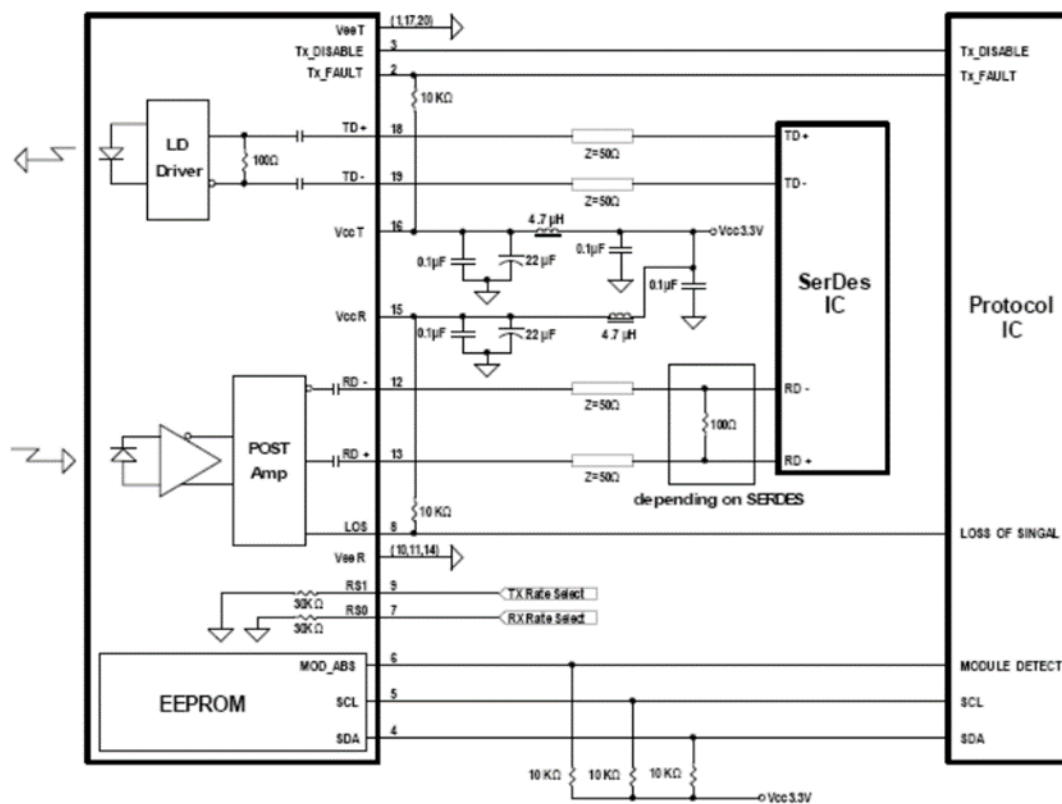 VeeT (1,17,20)
Tx_DISABLE 3 Tx_DISABLE
Tx_FAULT 2 Tx_FAULT
10 KΩ
LD
Driver
100Ω
TD+ 18 Z=50Ω TD+
TD- 19 Z=50Ω TD-
VccT 16 4.7 μH Vcc3.3V
0.1μF 22 μF 0.1μF
0.1μF
VccR 15
0.1μF 22 μF 4.7 μH
SerDes
IC
Protocol
IC
RD - 12 Z=50Ω RD -
100Ω
POST
Amp
RD + 13 Z=50Ω RD +
depending on SERDES
10 KΩ
LOS 8 LOSS OF SINGAL
VeeR (10,11,14)
RS1 9 TX Rate Select
30KΩ
RS0 7 RX Rate Select
30KΩ
EEPROM
MOD_ABS 6 MODULE DETECT
SCL 5 SCL
SDA 4 SDA
10 KΩ 10 KΩ 10 KΩ
Vcc3.3V